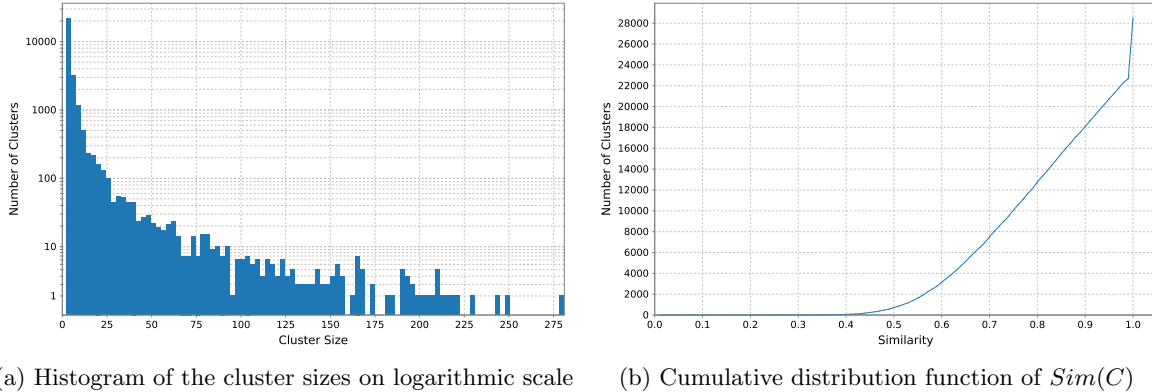 10000
1000
100
10
1
Number of Clusters
0 25 50 75 100 125 150 175 200 225 250 275
Cluster Size
28000
26000
24000
22000
20000
18000
16000
14000
12000
10000
8000
6000
4000
2000
0
Number of Clusters
0.0 0.1 0.2 0.3 0.4 0.5 0.6 0.7 0.8 0.9 1.0
Similarity
a) Histogram of the cluster sizes on logarithmic scale
(b) Cumulative distribution function of Sim(C)